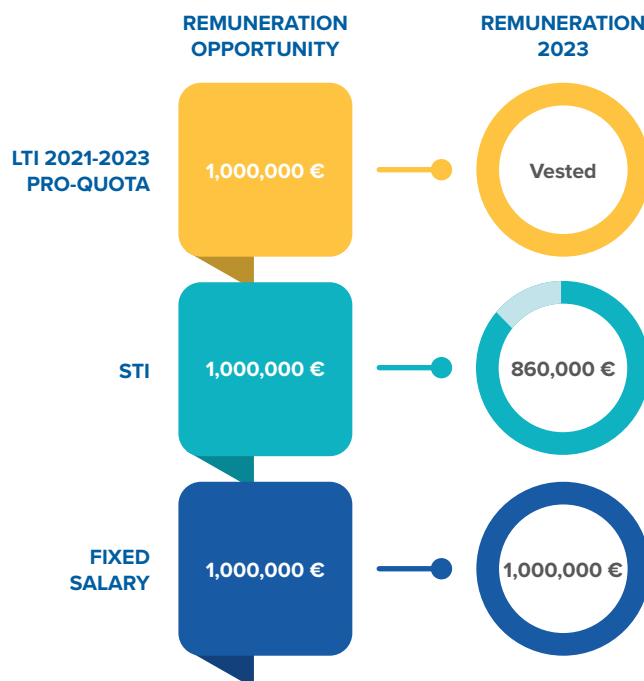 REMUNERATION
OPPORTUNITY
REMUNERATION
2023
LTI 2021-2023
PRO-QUOTA
1,000,000 €
Vested
STI
1,000,000 €
860,000 €
FIXED
SALARY
1,000,000 €
1,000,000 €